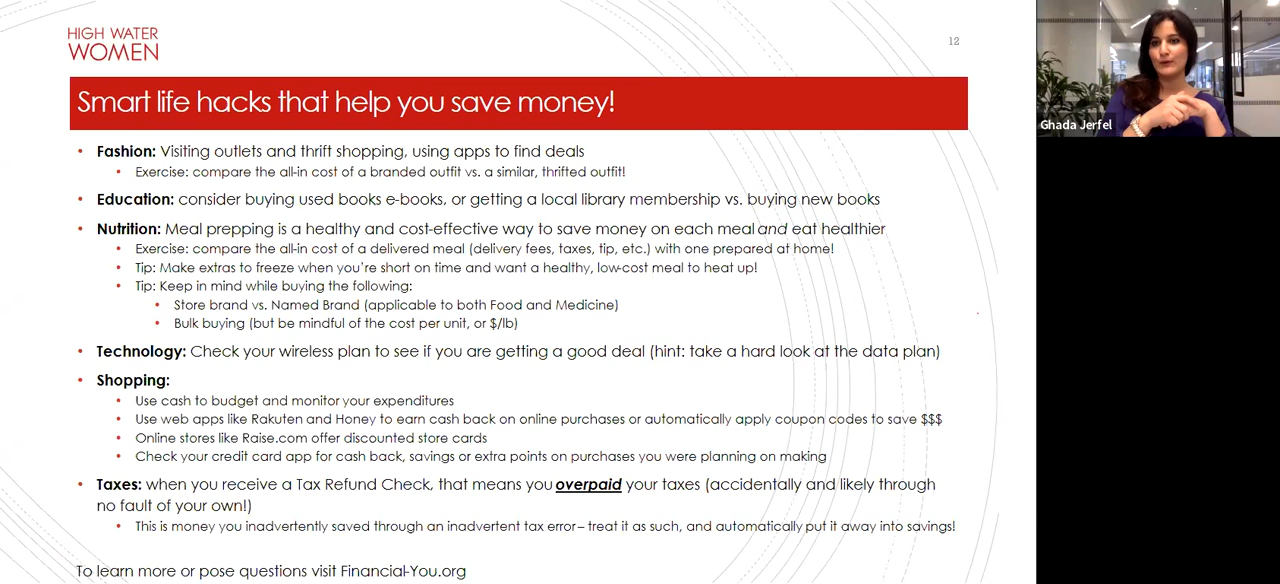 HIGH WATER
WOMEN
12
Smart life hacks that help you save money!
• Fashion: Visiting outlets and thrift shopping, using apps to find deals
• Exercise: compare the all-in cost of a branded outfit vs. a similar, thrifted outfit!
• Education: consider buying used books e-books, or getting a local library membership vs. buying new books
• Nutrition: Meal prepping is a healthy and cost-effective way to save money on each meal and eat healthier
• Exercise: compare the all-in cost of a delivered meal (delivery fees, taxes, tip, etc.) with one prepared at home!
• Tip: Make extras to freeze when you're short on time and want a healthy, low-cost meal to heat up!
• Tip: Keep in mind while buying the following:
• Store brand vs. Named Brand (applicable to both Food and Medicine)
• Bulk buying (but be mindful of the cost per unit, or $/lb)
• Technology: Check your wireless plan to see if you are getting a good deal (hint: take a hard look at the data plan)
• Shopping:
• Use cash to budget and monitor your expenditures
• Use web apps like Rakuten and Honey to earn cash back on online purchases or automatically apply coupon codes to save $$$
• Online stores like Raise.com offer discounted store cards
• Check your credit card app for cash back, savings or extra points on purchases you were planning on making
• Taxes: when you receive a Tax Refund Check, that means you overpaid your taxes (accidentally and likely through
no fault of your own!)
• This is money you inadvertently saved through an inadvertent tax error – treat it as such, and automatically put it away into savings!
To learn more or pose questions visit Financial-You.org
Ghada Jerfel